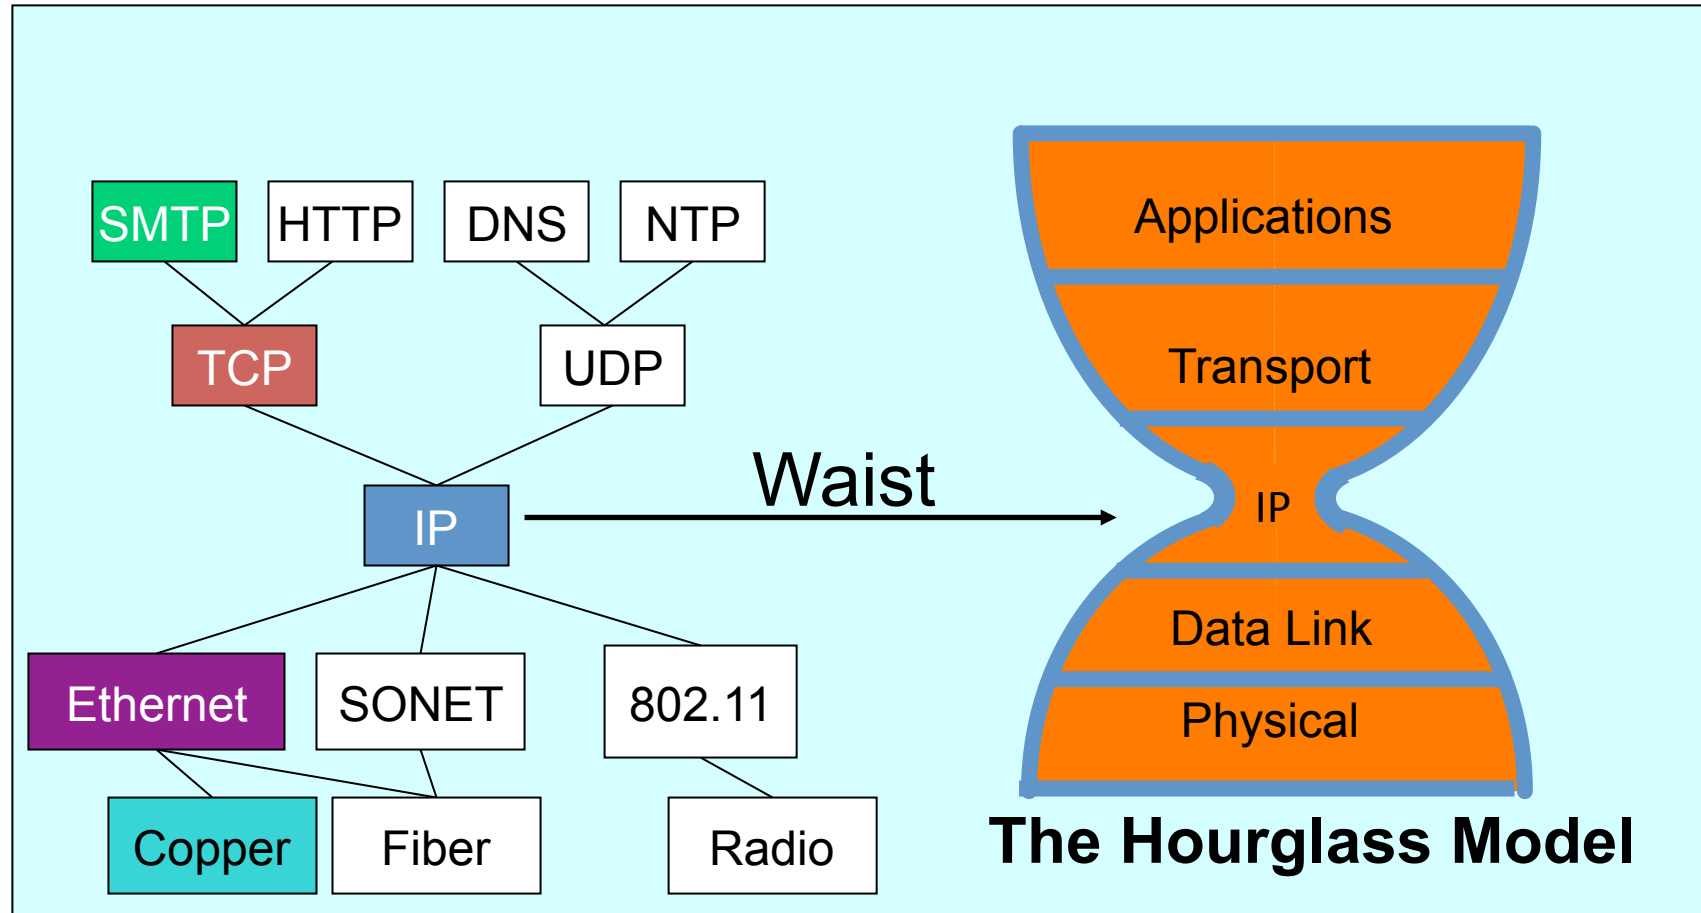 SMTP HTTP DNS NTP
TCP UDP
IP
Ethernet SONET 802.11
Copper Fiber Radio
Waist
Applications
Transport
IP
Data Link
Physical
The Hourglass Model